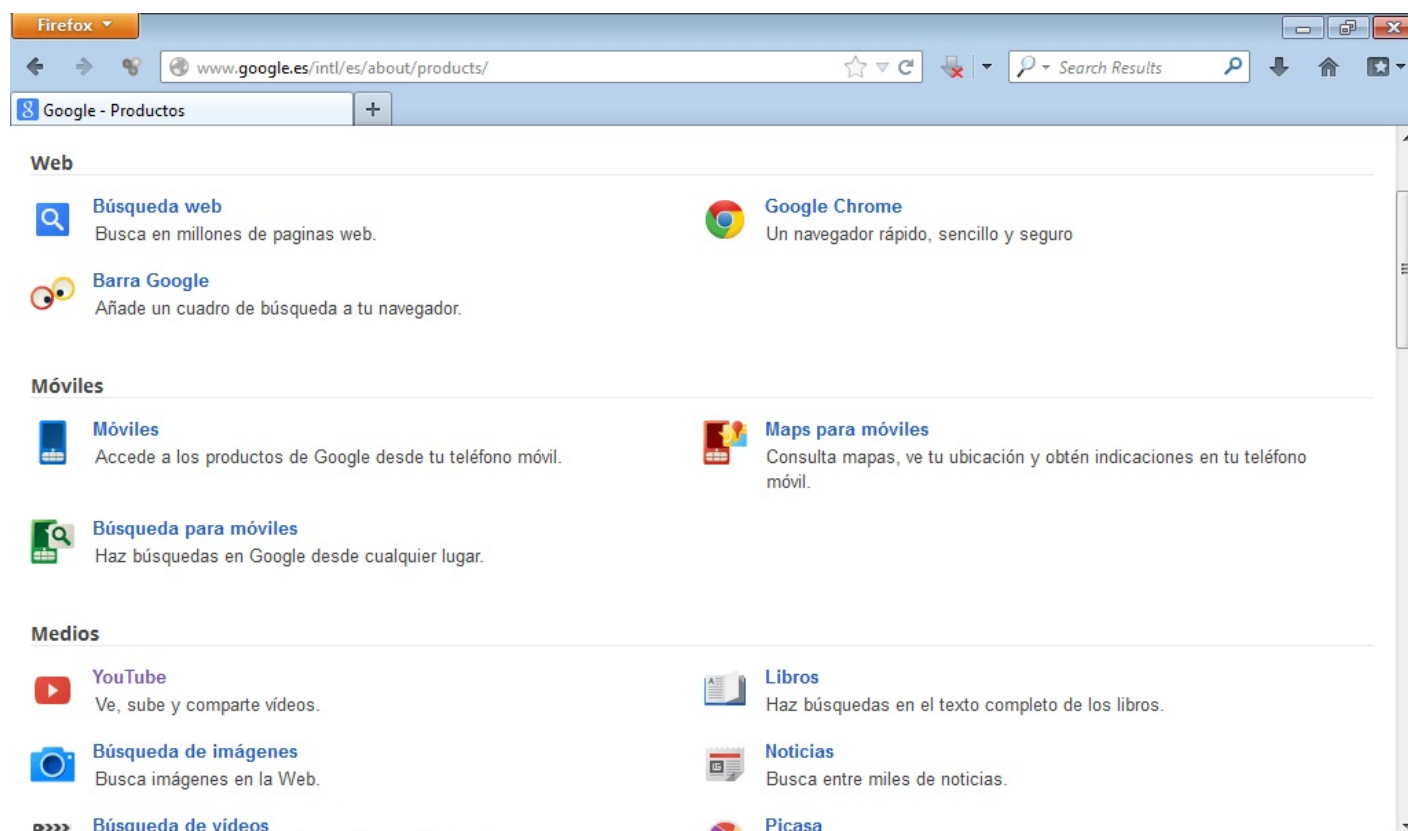 Firefox
www.google.es/intl/es/about/products/
Search Results
Google - Productos
Web
Búsqueda web
Busca en millones de paginas web.
Google Chrome
Un navegador rápido, sencillo y seguro
Barra Google
Añade un cuadro de búsqueda a tu navegador.
Móviles
Móviles
Accede a los productos de Google desde tu teléfono móvil.
Maps para móviles
Consulta mapas, ve tu ubicación y obtén indicaciones en tu teléfono
móvil.
Búsqueda para móviles
Haz búsquedas en Google desde cualquier lugar.
Medios
YouTube
Ve, sube y comparte vídeos.
Libros
Haz búsquedas en el texto completo de los libros.
Búsqueda de imágenes
Busca imágenes en la Web.
Noticias
Busca entre miles de noticias.
Búsqueda de vídeos
Picasa